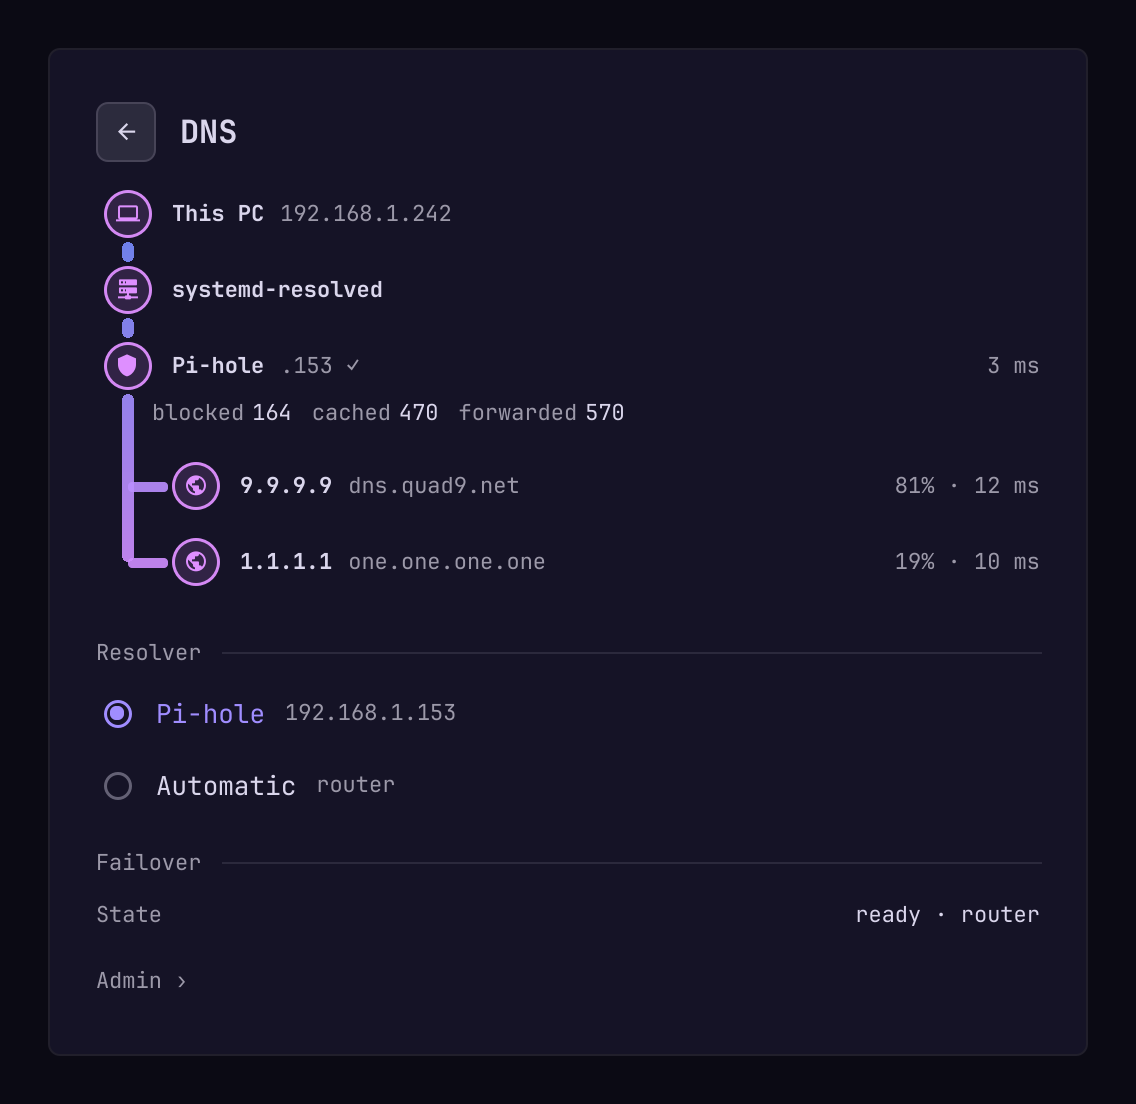 DNS
This PC 192.168.1.242
systemd-resolved
Pi-hole .153 ✓ 3 ms
blocked 164 cached 470 forwarded 570
9.9.9.9 dns.quad9.net 81% · 12 ms
1.1.1.1 one.one.one.one 19% · 10 ms
Resolver
Pi-hole 192.168.1.153
Automatic router
Failover
State ready · router
Admin ›